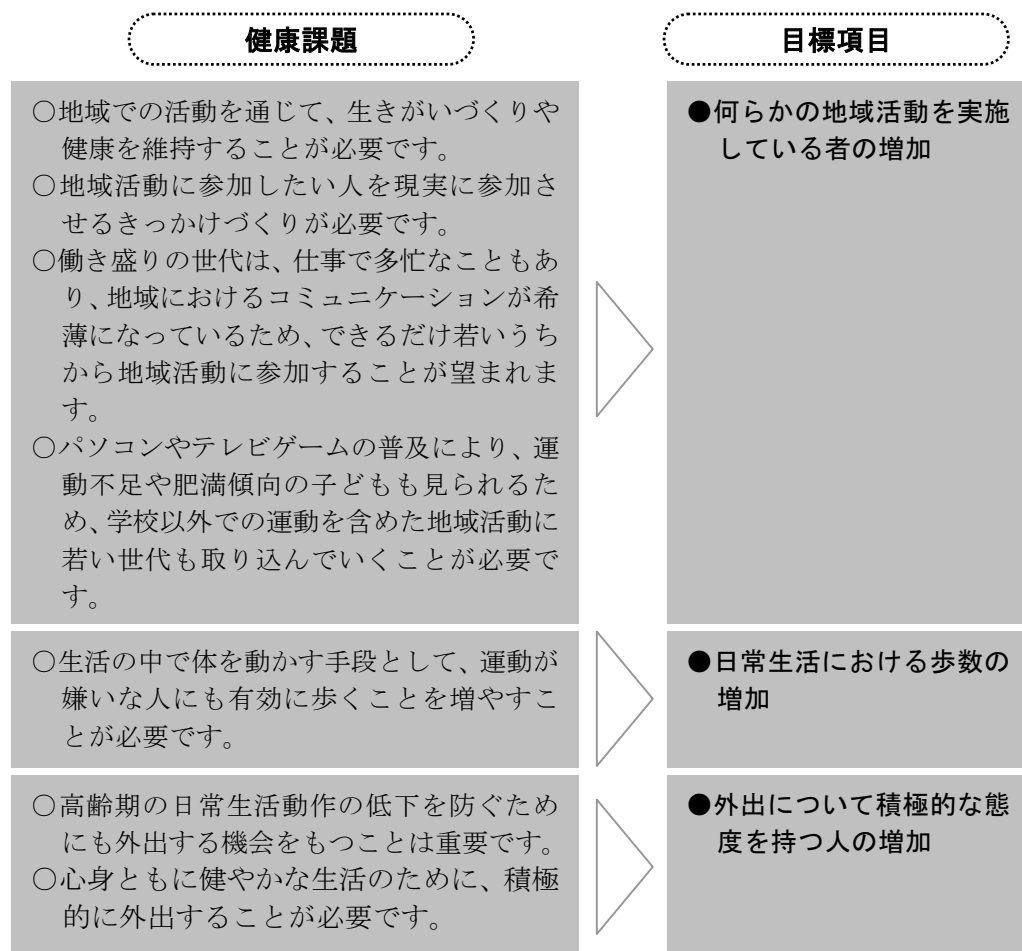 健康課題
目標項目
○地域での活動を通じて、生きがいづくりや
健康を維持することが必要です。
○地域活動に参加したい人を現実に参加さ
せるきっかけづくりが必要です。
○働き盛りの世代は、仕事で多忙なこともあ
り、地域におけるコミュニケーションが希
薄になっているため、できるだけ若いうち
から地域活動に参加することが望まれま
す。
○パソコンやテレビゲームの普及により、運
動不足や肥満傾向の子どもも見られるた
め、学校以外での運動を含めた地域活動に
若い世代も取り込んでいくことが必要で
す。
●何らかの地域活動を実施
している者の増加
○生活の中で体を動かす手段として、運動が
嫌いな人にも有効に歩くことを増やすこ
とが必要です。
●日常生活における歩数の
増加
○高齢期の日常生活動作の低下を防ぐため
にも外出する機会をもつことは重要です。
○心身ともに健やかな生活のために、積極
的に外出することが必要です。
●外出について積極的な態
度を持つ人の増加